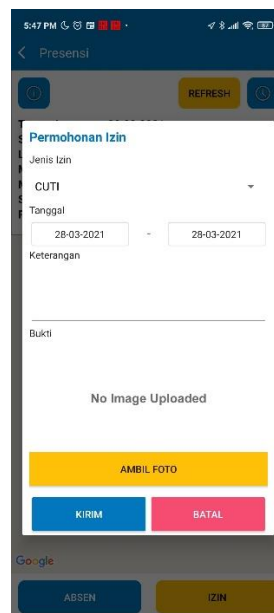 5:47 PM
Presensi
REFRESH
Permohonan Izin
Jenis Izin
CUTI
Tanggal
28-03-2021 - 28-03-2021
Keterangan
Bukti
No Image Uploaded
AMBIL FOTO
KIRIM BATAL
Google
ABSEN IZIN